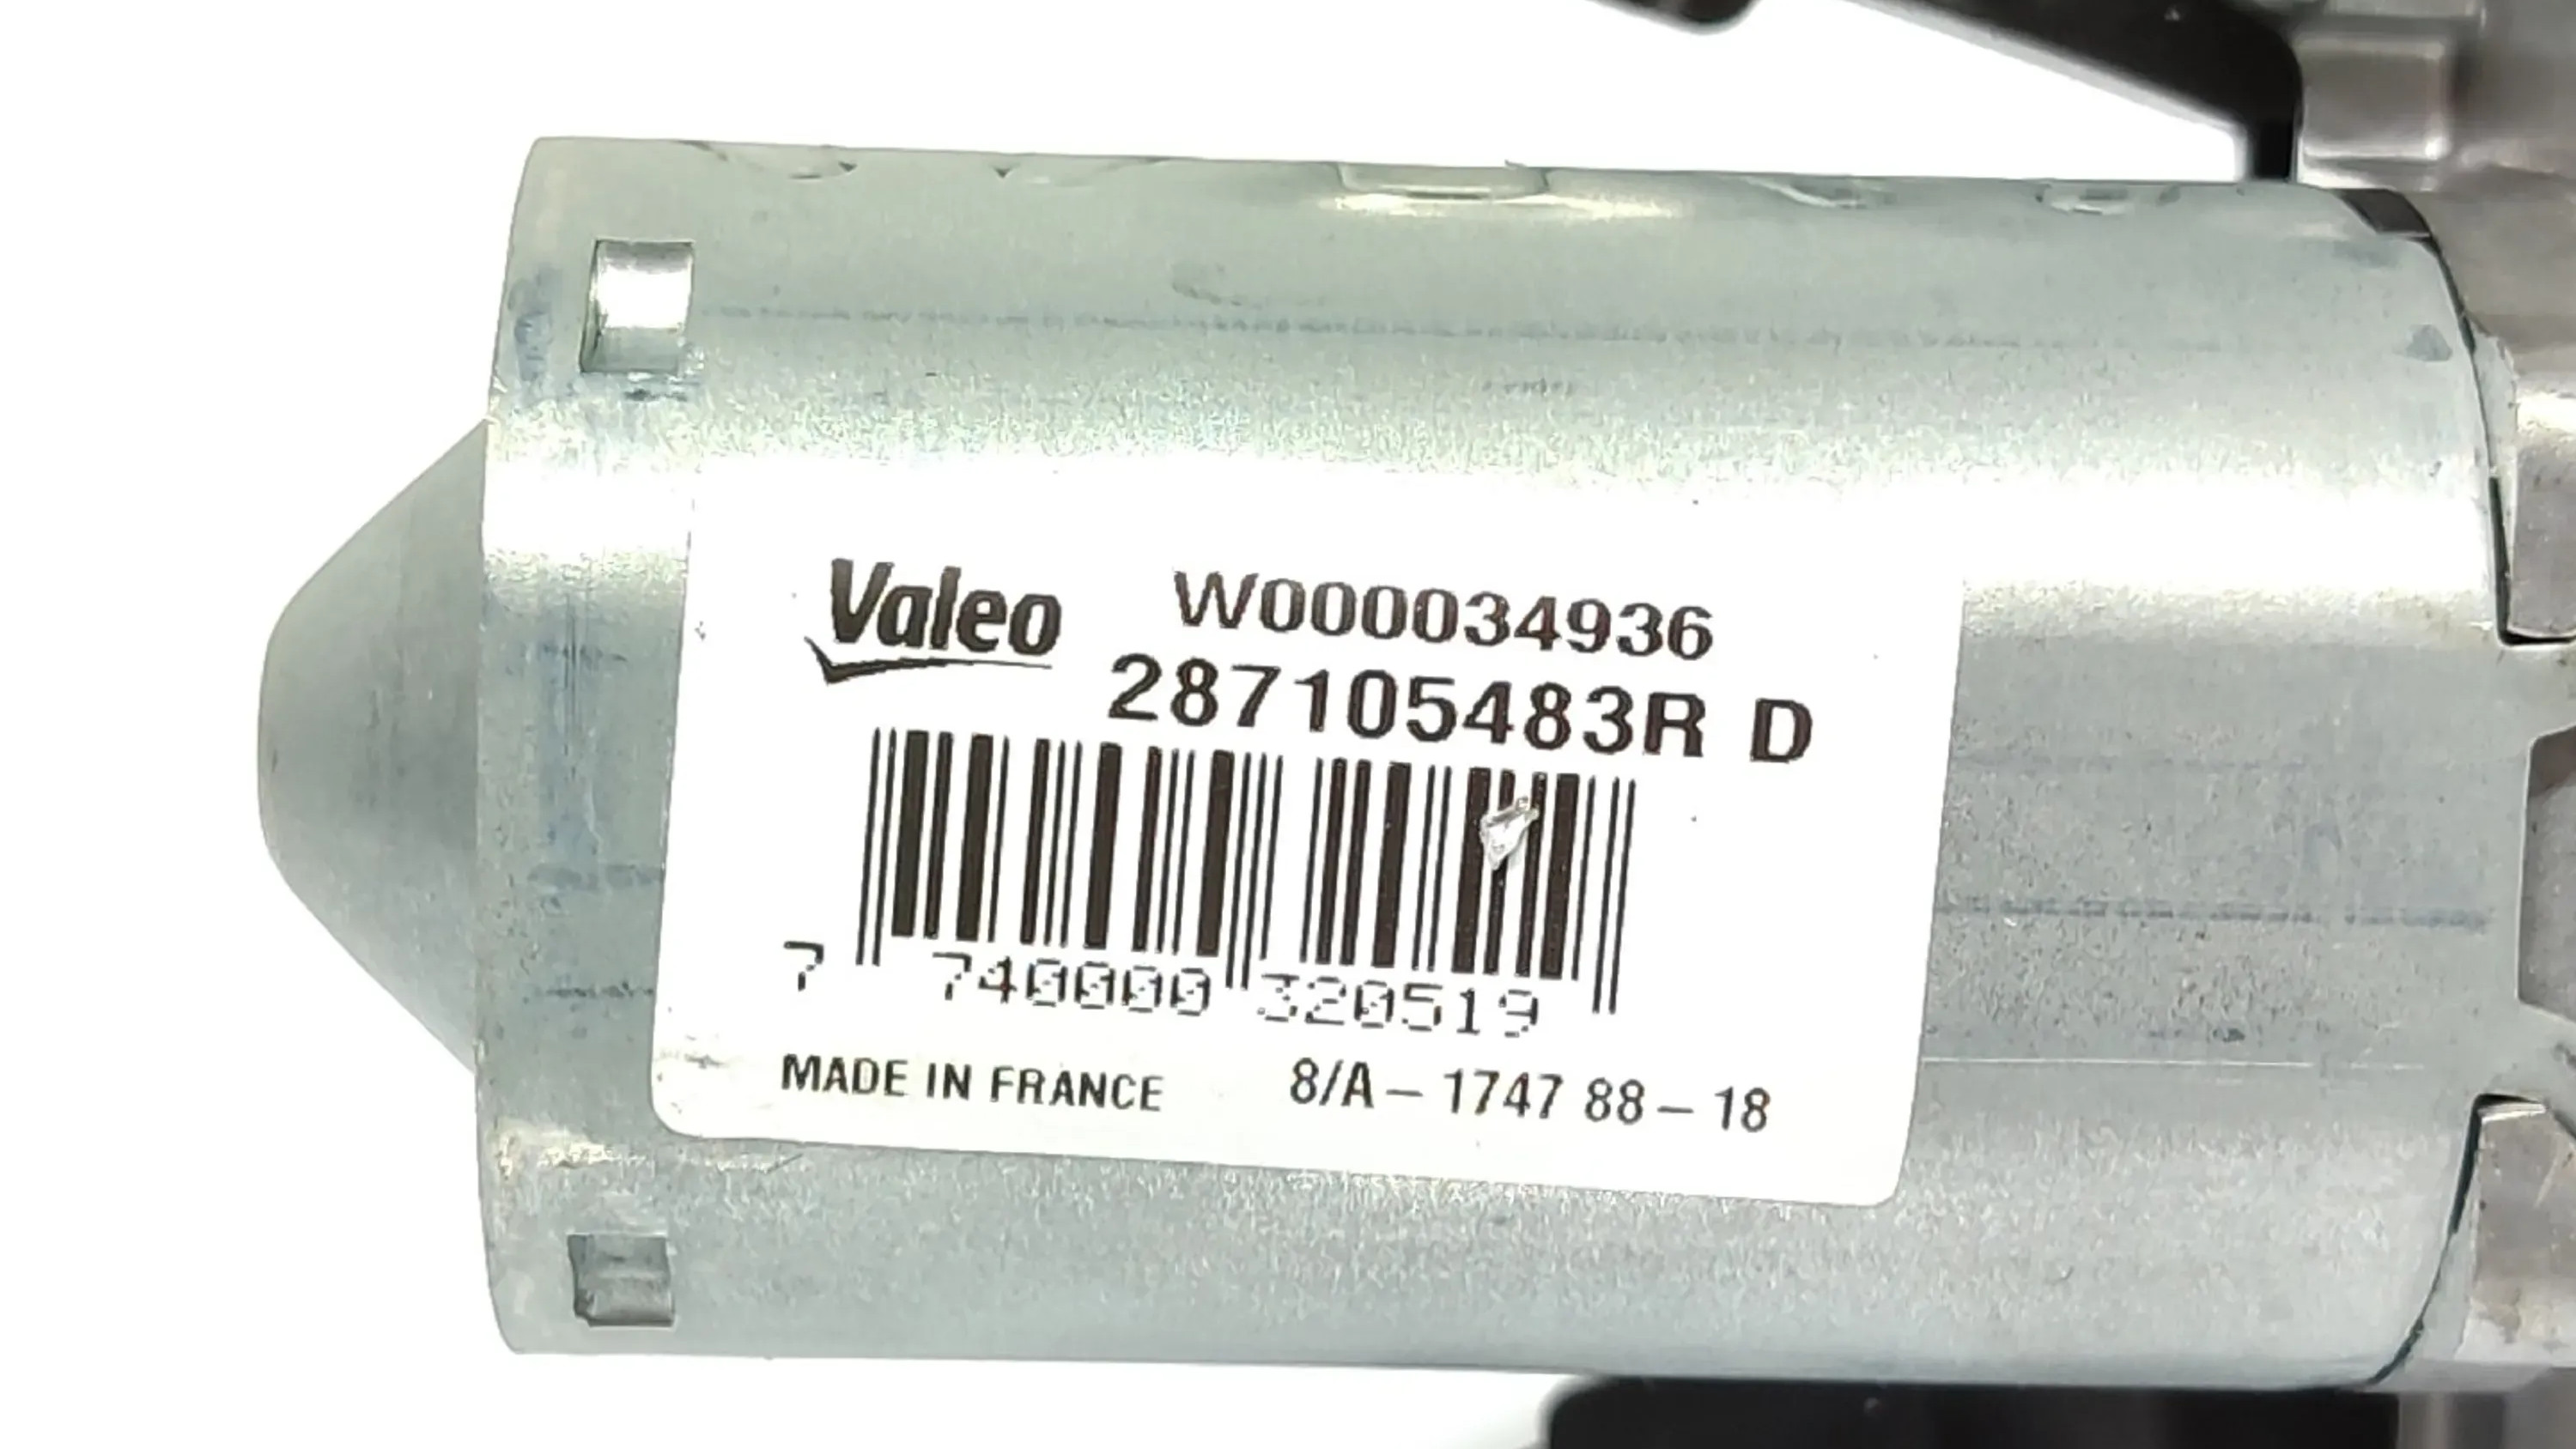 Valeo W000034936
287105483R D
7 740000 320519
MADE IN FRANCE 8/A – 1747 88 – 18